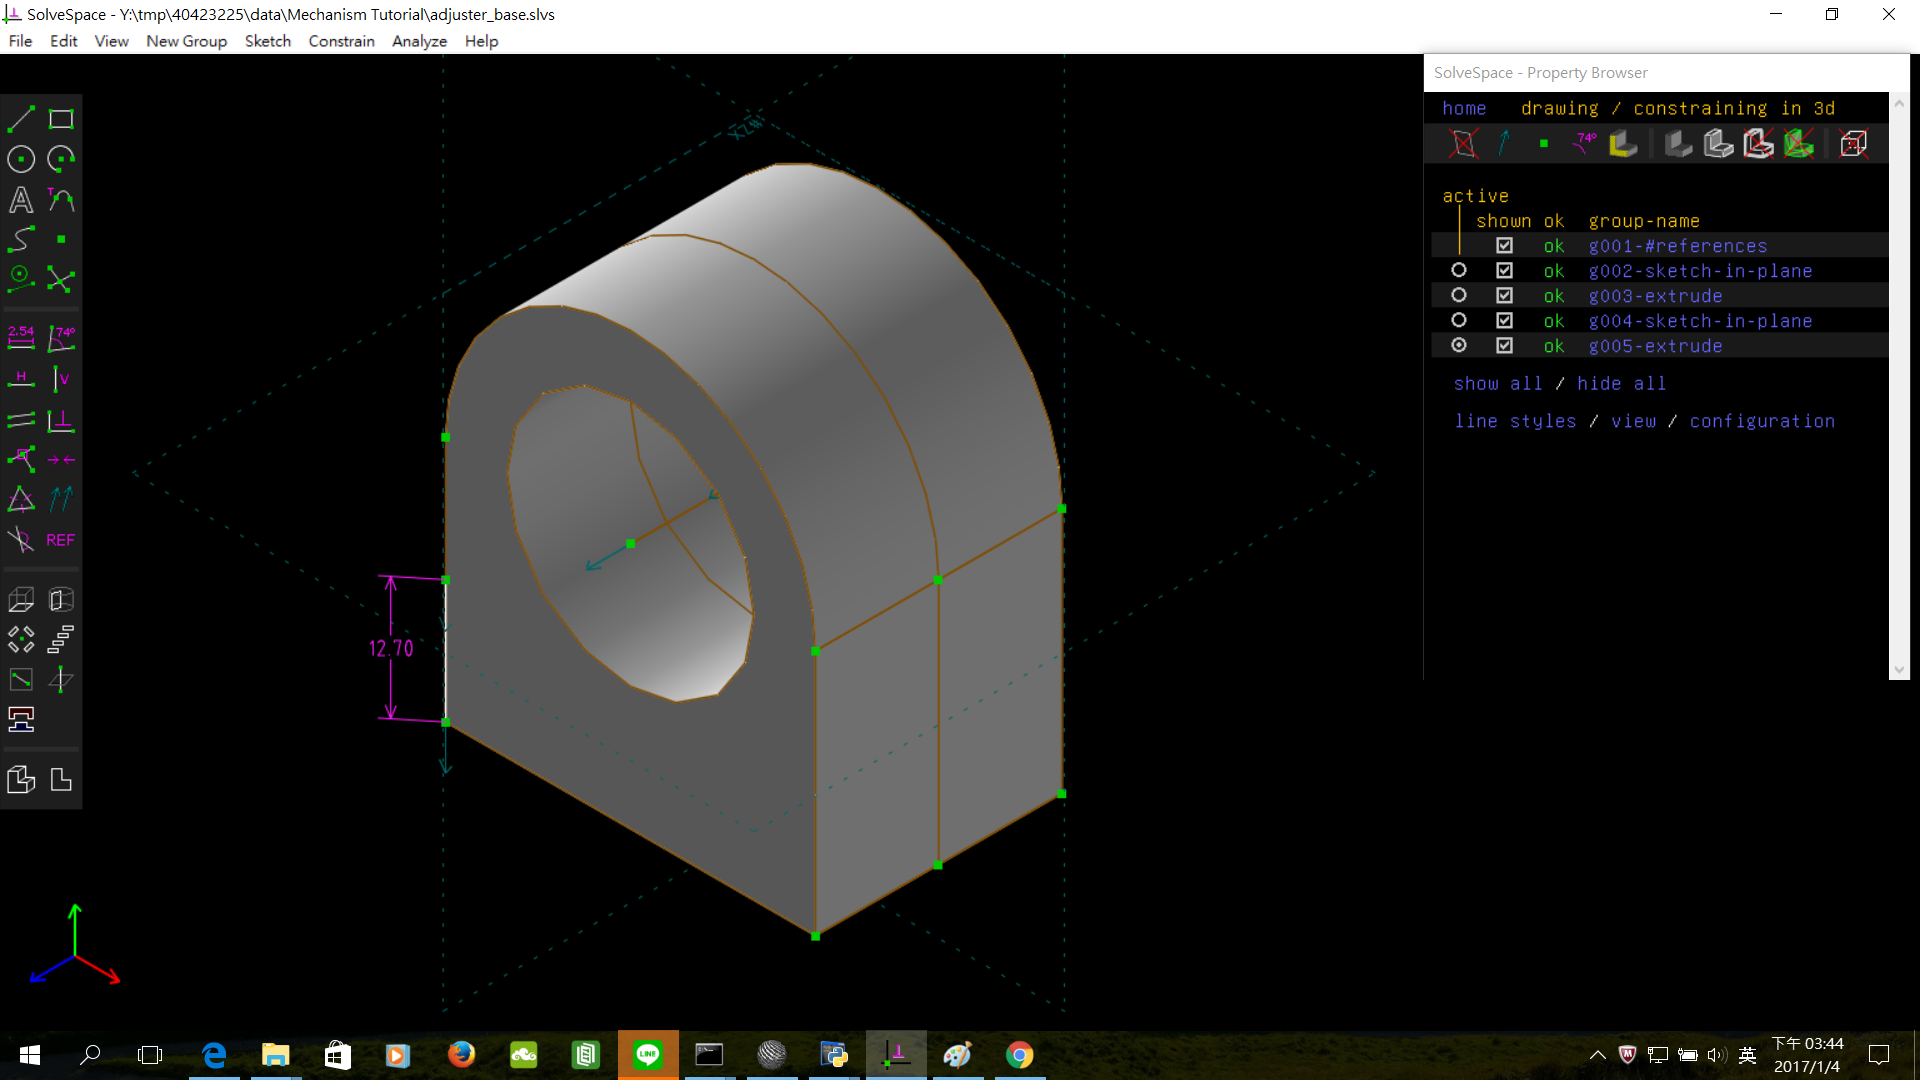 SolveSpace - Y:\tmp\40423225\data\Mechanism Tutorial\adjuster_base.slvs
File Edit View New Group Sketch Constrain Analyze Help
SolveSpace - Property Browser
home drawing / constraining in 3d
74°
active
shown ok group-name
ok g001-#references
ok g002-sketch-in-plane
ok g003-extrude
ok g004-sketch-in-plane
ok g005-extrude
show all / hide all
line styles / view / configuration
#XZ
A T
2.54 74°
H V
REF
12.70
LINE
英
下午 03:44
2017/1/4